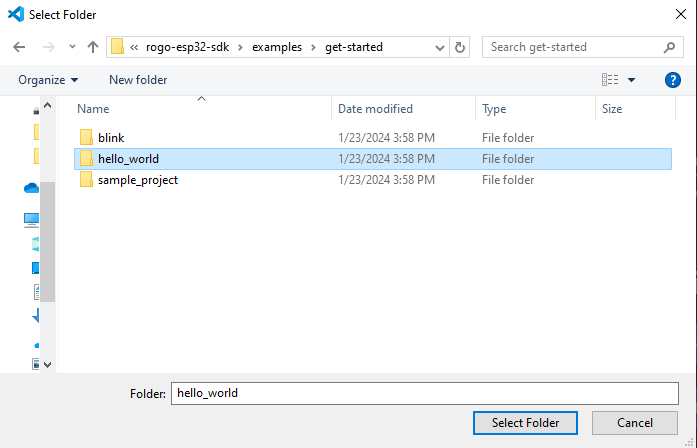 Select Folder
« rogo-esp32-sdk > examples > get-started
Search get-started
Organize New folder
Name Date modified Type Size
blink 1/23/2024 3:58 PM File folder
hello_world 1/23/2024 3:58 PM File folder
sample_project 1/23/2024 3:58 PM File folder
Folder: hello_world
Select Folder Cancel